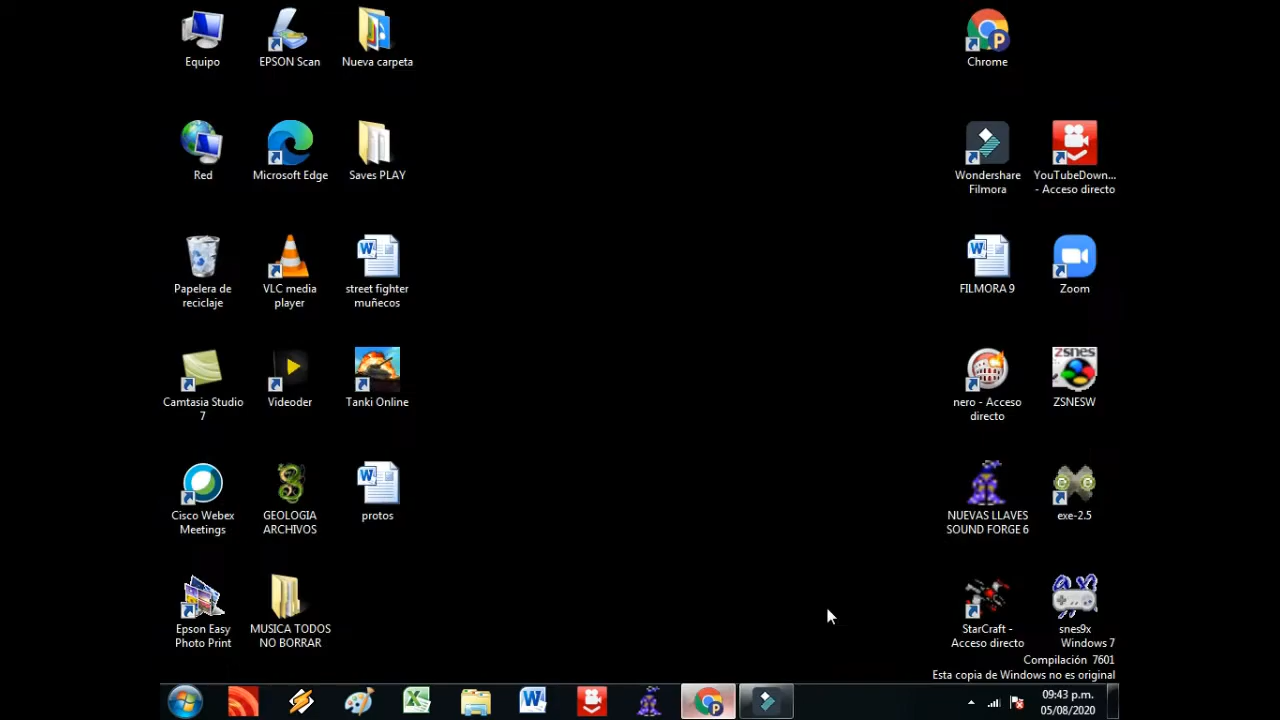 Equipo
EPSON Scan
Nueva carpeta
Chrome
Red
Microsoft Edge
Saves PLAY
Wondershare
Filmora
YouTubeDown...
- Acceso directo
Papelera de
reciclaje
VLC media
player
street fighter
muñecos
FILMORA 9
Zoom
Camtasia Studio
7
Videoder
Tanki Online
nero - Acceso
directo
ZSNES
ZSNESW
Cisco Webex
Meetings
GEOLOGIA
ARCHIVOS
protos
NUEVAS LLAVES
SOUND FORGE 6
exe-2.5
Epson Easy
Photo Print
MUSICA TODOS
NO BORRAR
StarCraft -
Acceso directo
snes9x
Windows 7
Compilación 7601
Esta copia de Windows no es original
09:43 p.m.
05/08/2020